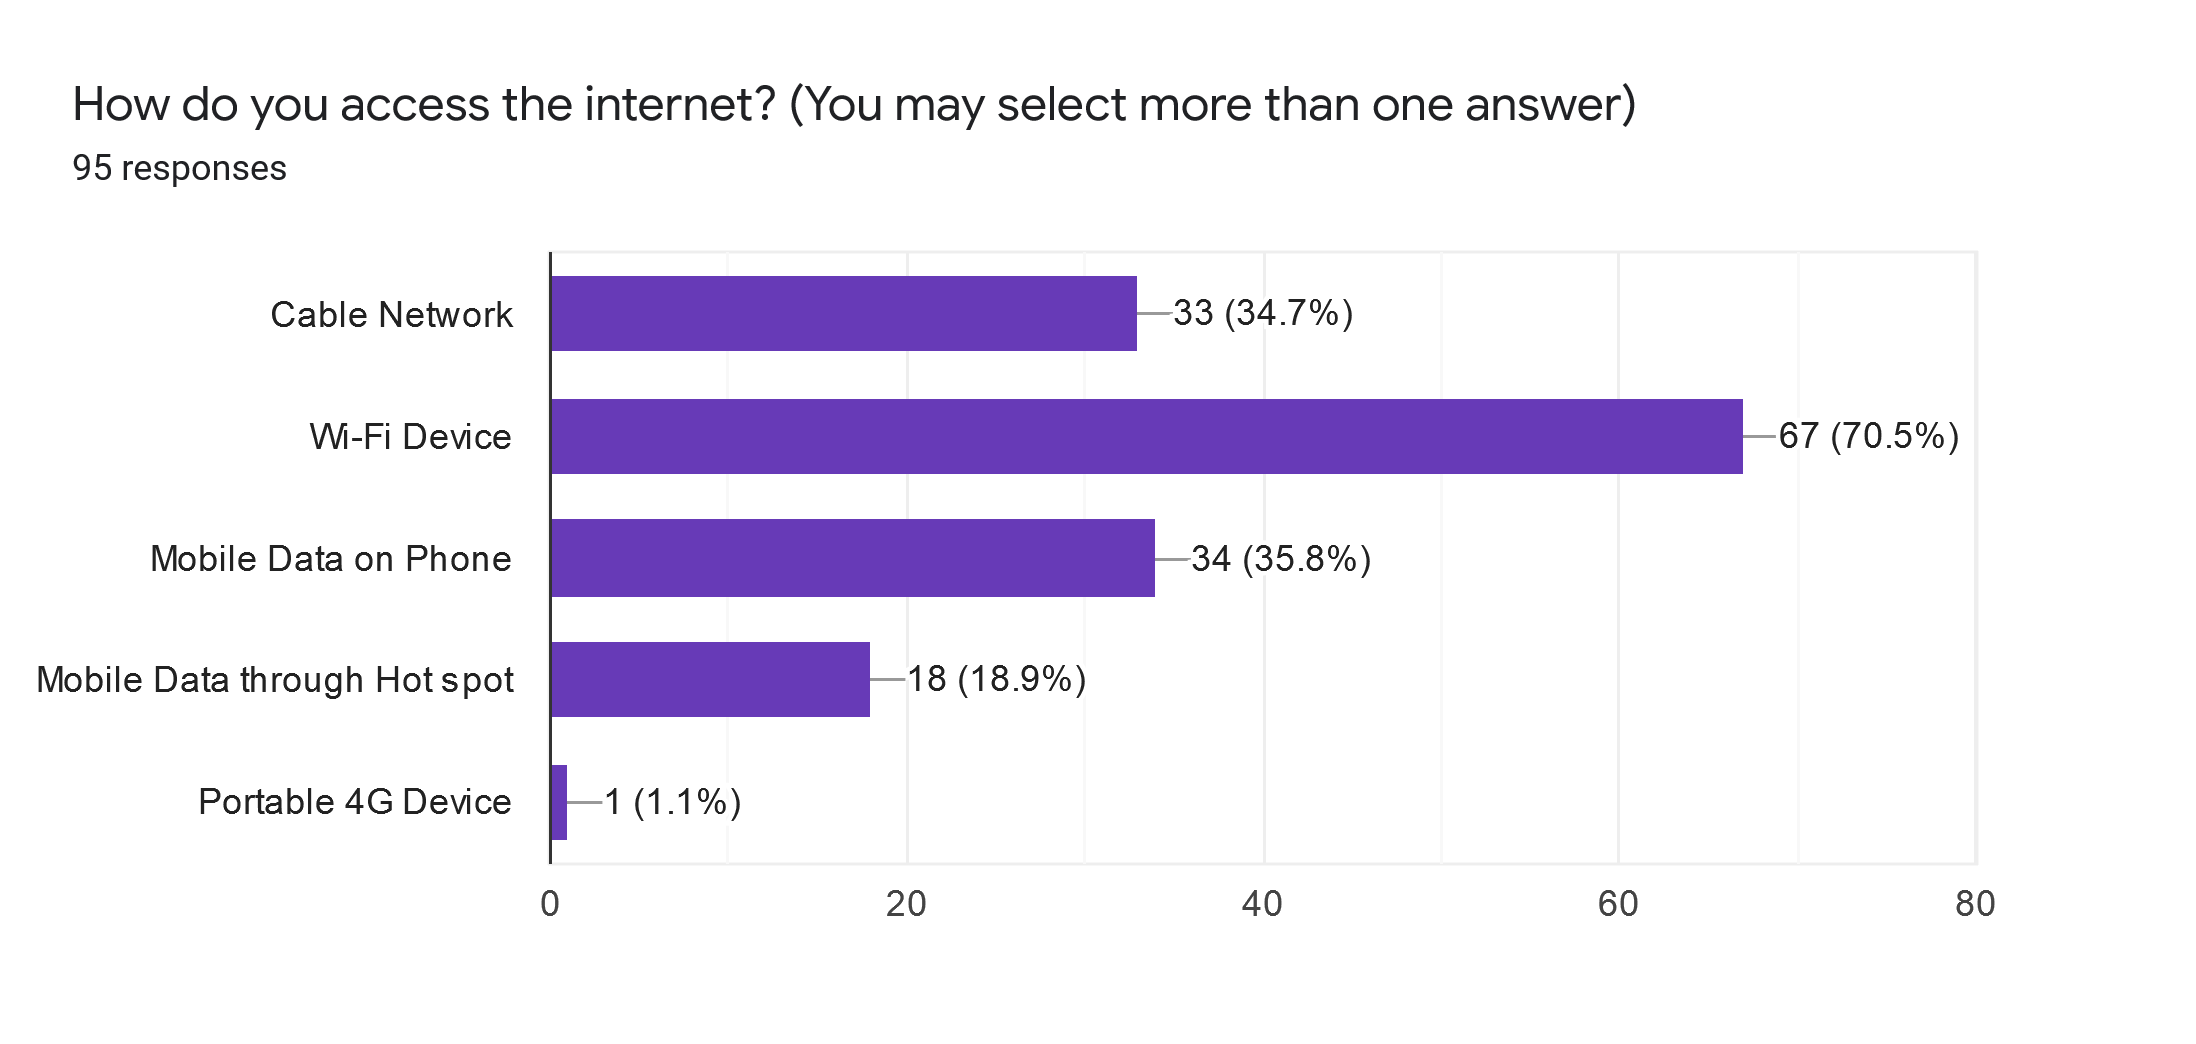 How do you access the internet? (You may select more than one answer)
95 responses
Cable Network
33 (34.7%)
Wi-Fi Device
67 (70.5%)
Mobile Data on Phone
34 (35.8%)
Mobile Data through Hot spot
18 (18.9%)
Portable 4G Device
1 (1.1%)
0 20 40 60 80